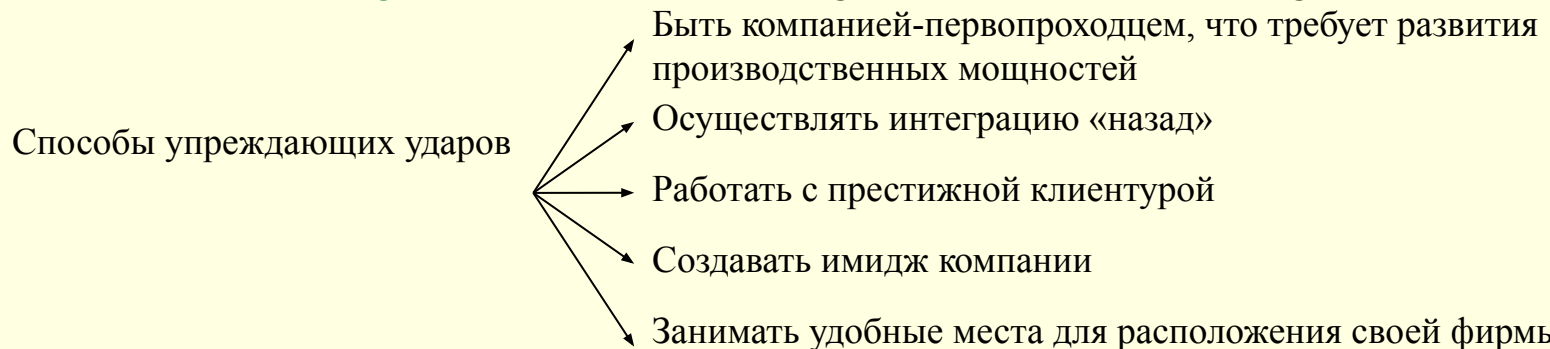 Быть компанией-первопроходцем, что требует развития
производственных мощностей
Способы упреждающих ударов
Осуществлять интеграцию «назад»
Работать с престижной клиентурой
Создавать имидж компании
Занимать удобные места для расположения своей